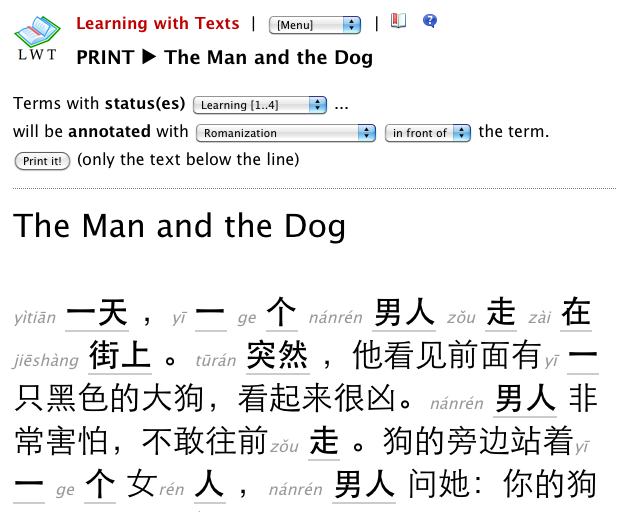 Learning with Texts | [Menu] |
LWT
PRINT ▶ The Man and the Dog
Terms with status(es) Learning [1..4] ...
will be annotated with Romanization in front of the term.
Print it! (only the text below the line)
The Man and the Dog
yìtiān 一天 ， yī 一 ge 个 nánrén 男人 zǒu 走 zài 在
jiēshàng 街上 。 tūrán 突然 ，他看见前面有 yī 一
只黑色的大狗，看起来很凶。 nánrén 男人 非
常害怕，不敢往前 zǒu 走 。狗的旁边站着 yī
一 ge 个 女 rén 人 ， nánrén 男人 问她：你的狗